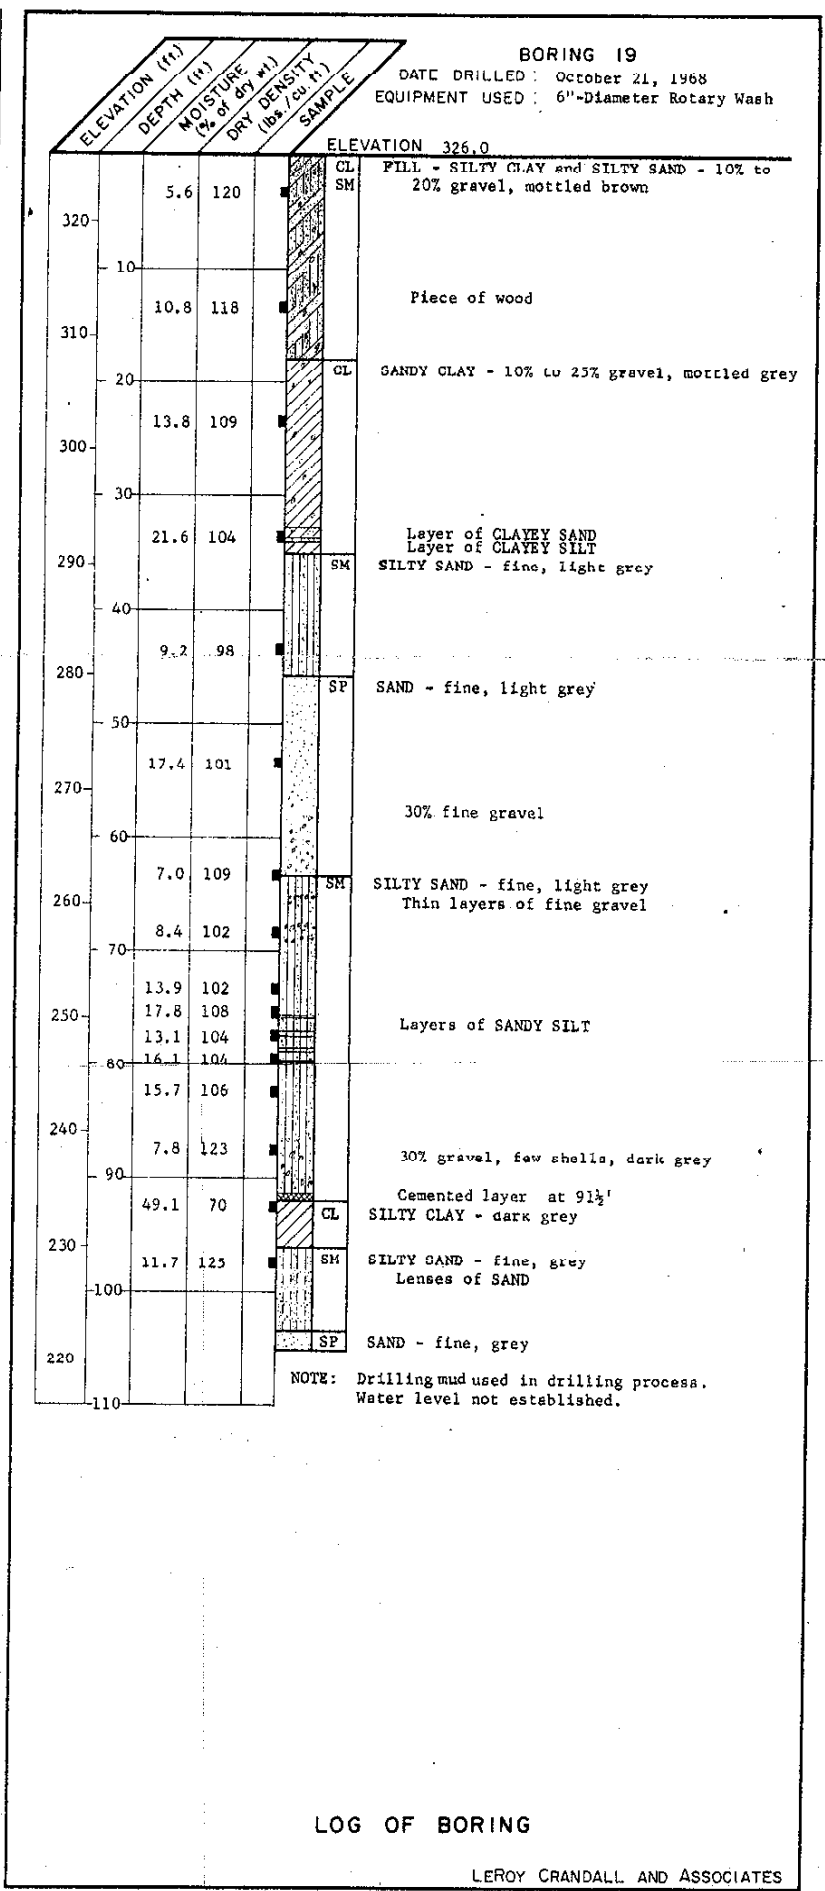 BORING 19
DATE DRILLED : October 21, 1968
EQUIPMENT USED : 6"-Diameter Rotary Wash
ELEVATION (ft.)
DEPTH (ft.)
MOISTURE (% of dry wt.)
DRY DENSITY (lbs./cu. ft.)
SAMPLE
ELEVATION 326.0
CL FILL - SILTY CLAY and SILTY SAND - 10% to
5.6 120 SM 20% gravel, mottled brown
320
10
10.8 118 Piece of wood
310
CL SANDY CLAY - 10% to 25% gravel, mottled grey
20
13.8 109
300
30
21.6 104 Layer of CLAYEY SAND
Layer of CLAYEY SILT
290 SM SILTY SAND - fine, light grey
40
9.2 98
280
SP SAND - fine, light grey
50
17.4 101
270
30% fine gravel
60
7.0 109
SM SILTY SAND - fine, light grey
260 Thin layers of fine gravel
8.4 102
70
13.9 102
250 17.8 108
Layers of SANDY SILT
13.1 104
80 16.1 104
15.7 106
240
7.8 123 30% gravel, few shells, dark grey
90
Cemented layer at 91½'
49.1 70 CL SILTY CLAY - dark grey
230
11.7 125 SM SILTY SAND - fine, grey
Lenses of SAND
100
SP SAND - fine, grey
220
NOTE: Drilling mud used in drilling process.
110 Water level not established.
LOG OF BORING
LEROY CRANDALL AND ASSOCIATES